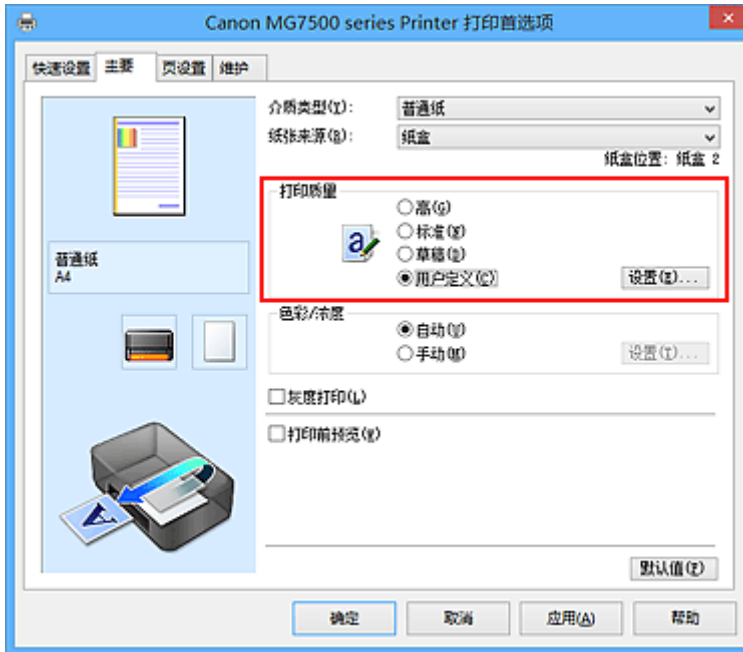 Canon MG7500 series Printer 打印首选项
快速设置 主要 页设置 维护
介质类型(Y): 普通纸
纸张来源(R): 纸盒
纸盒位置: 纸盒 2
打印质量
高(G)
标准(N)
草稿(D)
用户定义(C) 设置(E)...
普通纸
A4
色彩/浓度
自动(U)
手动(M) 设置(T)...
灰度打印(L)
打印前预览(K)
默认值(F)
确定 取消 应用(A) 帮助